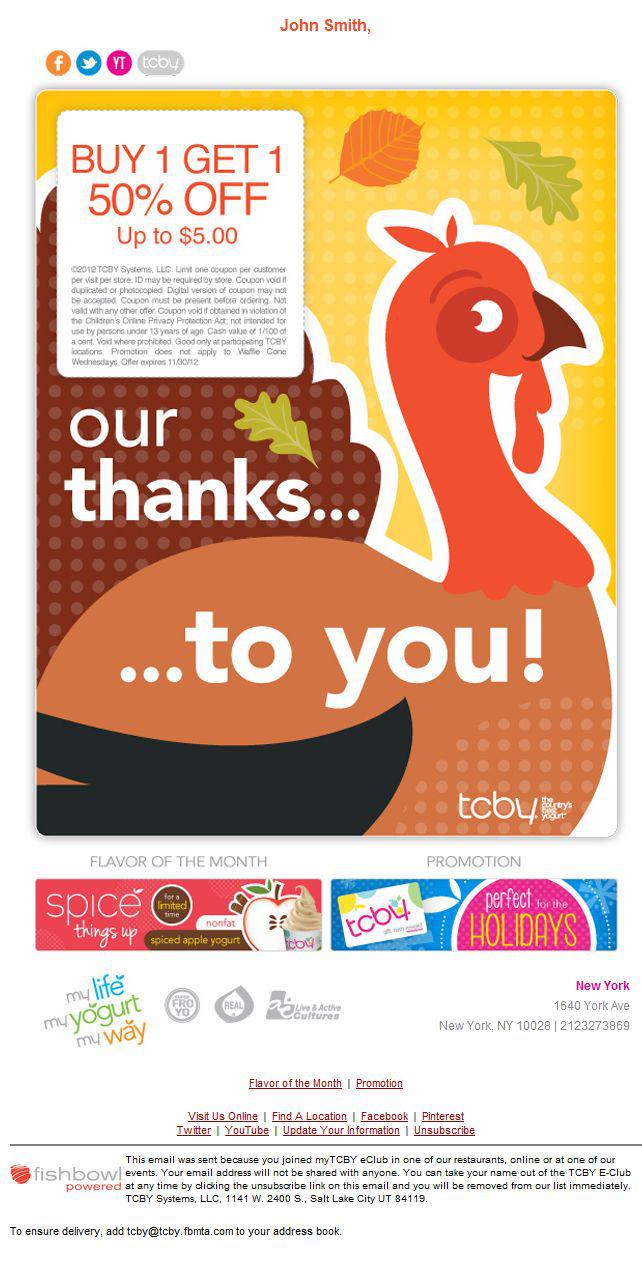 John Smith,
f YT tcby
BUY 1 GET 1
50% OFF
Up to $5.00
©2012 TCBY Systems, LLC. Limit one coupon per customer
per visit per store. ID may be required by store. Coupon void if
duplicated or photocopied. Digital version of coupon may not
be accepted. Coupon must be present before ordering. Not
valid with any other offer. Coupon void if obtained in violation of
the Children's Online Privacy Protection Act; not intended for
use by persons under 13 years of age. Cash value of 1/100 of
a cent. Void where prohibited. Good only at participating TCBY
locations. Promotion does not apply to Waffle Cone
Wednesdays. Offer expires 11/30/12.
our
thanks...
...to you!
tcby® the country's best yogurt
FLAVOR OF THE MONTH
PROMOTION
spice
things up
for a
limited
time
nonfat
spiced apple yogurt
tcby
tcby
perfect for the
HOLIDAYS
my life
my yogurt
my way
SUPER
FRO
YO
REAL
Live & Active
Cultures
New York
1640 York Ave
New York, NY 10028 | 2123273869
Flavor of the Month | Promotion
Visit Us Online | Find A Location | Facebook | Pinterest
Twitter | YouTube | Update Your Information | Unsubscribe
fishbowl
powered
This email was sent because you joined myTCBY eClub in one of our restaurants, online or at one of our
events. Your email address will not be shared with anyone. You can take your name out of the TCBY E-Club
at any time by clicking the unsubscribe link on this email and you will be removed from our list immediately.
TCBY Systems, LLC, 1141 W. 2400 S., Salt Lake City UT 84119.
To ensure delivery, add tcby@tcby.fbmta.com to your address book.